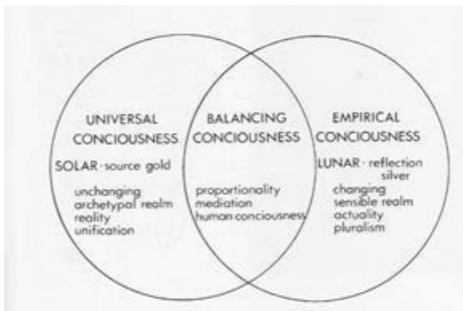 UNIVERSAL
CONCIOUSNESS
SOLAR·source gold
unchanging
archetypal realm
reality
unification
BALANCING
CONCIOUSNESS
proportionality
mediation
human conciousness
EMPIRICAL
CONCIOUSNESS
LUNAR·reflection
silver
changing
sensible realm
actuality
pluralism